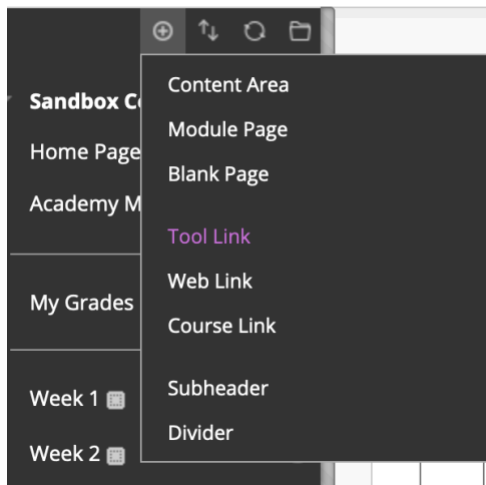 Sandbox C
Home Page
Academy M
My Grades
Week 1
Week 2
Content Area
Module Page
Blank Page
Tool Link
Web Link
Course Link
Subheader
Divider